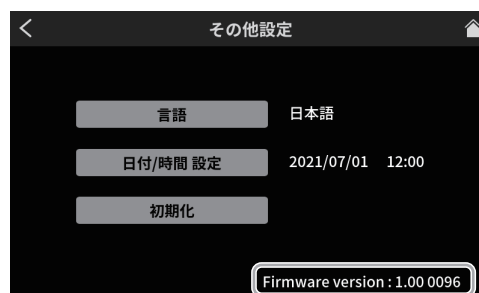 その他設定
言語 日本語
日付/時間 設定 2021/07/01 12:00
初期化
Firmware version : 1.00 0096